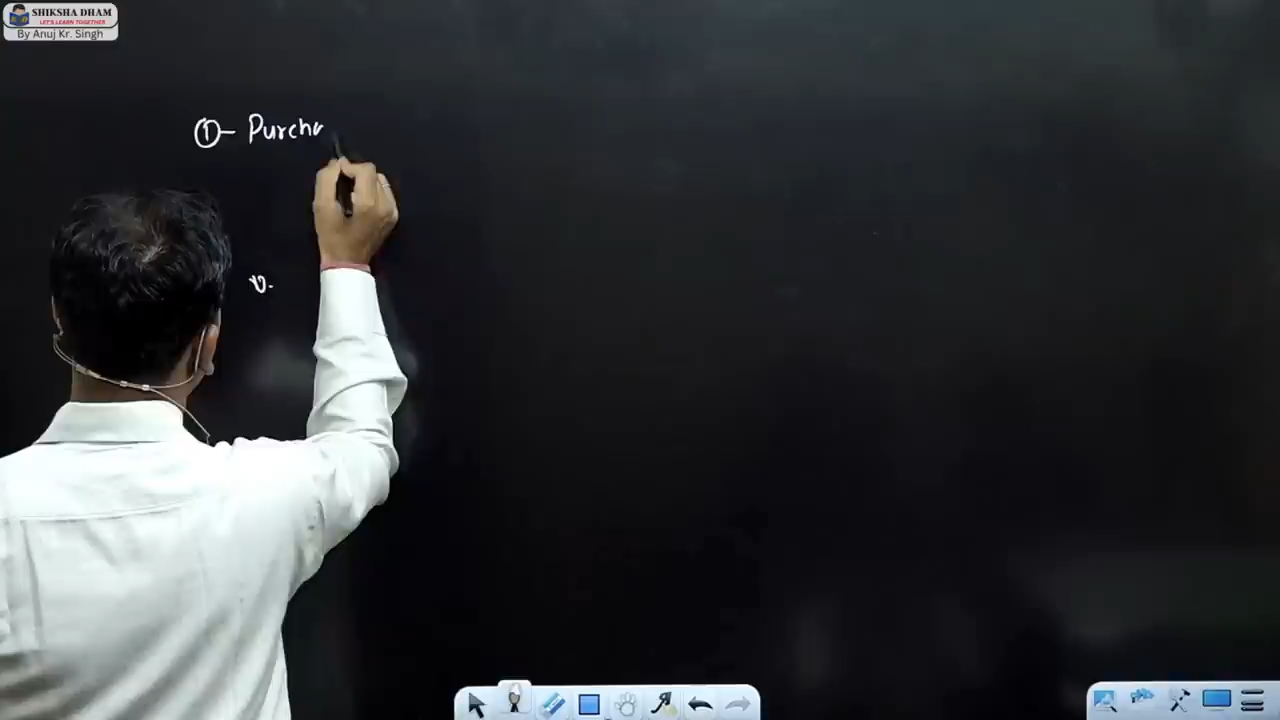 SHIKSHA DHAM
LET'S LEARN TOGETHER
By Anuj Kr. Singh
①- Purcha